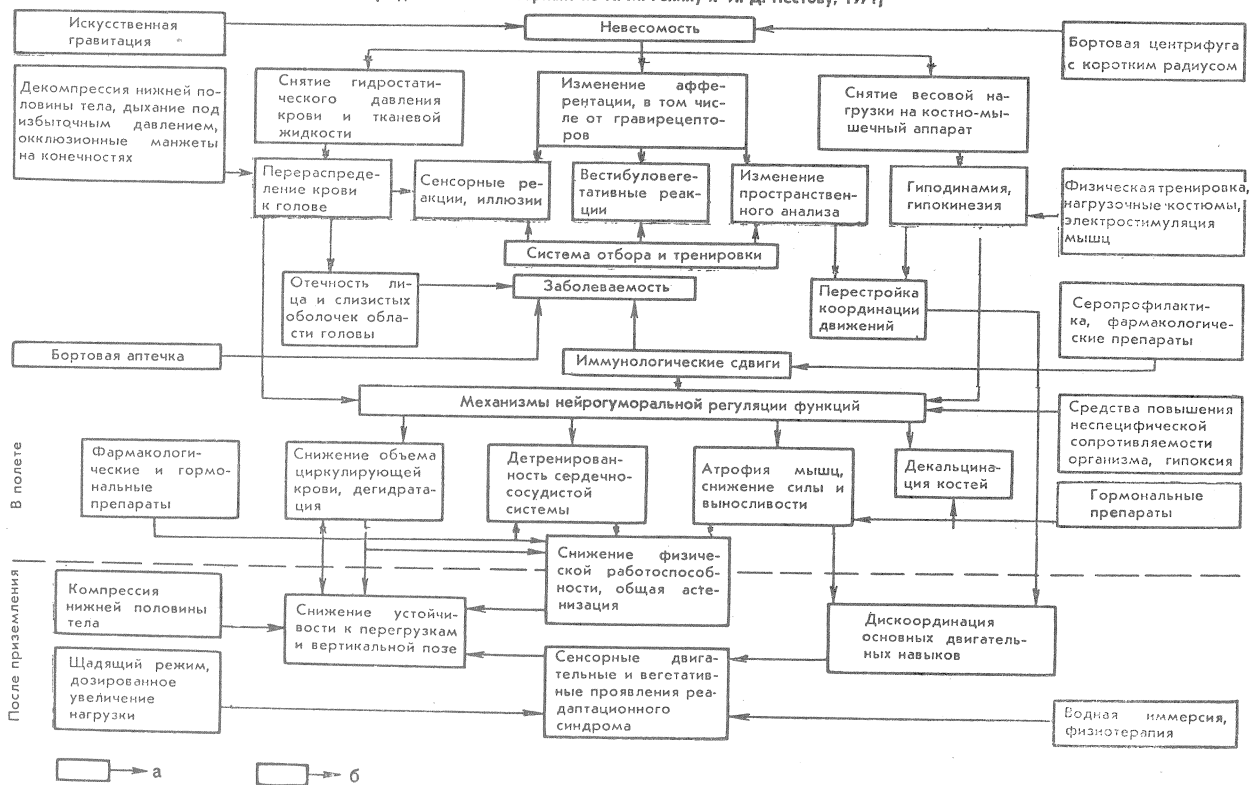 Искусственная
гравитация
Невесомость
Бортовая центрифуга
с коротким радиусом
Декомпрессия нижней по-
ловины тела, дыхание под
избыточным давлением,
окклюзионные манжеты
на конечностях
Снятие гидростати-
ческого давления
крови и тканевой
жидкости
Изменение аффе-
рентации, в том чис-
ле от гравирецепто-
ров
Снятие весовой на-
грузки на костно-мы-
шечный аппарат
Перераспреде-
ление крови
к голове
Сенсорные ре-
акции, иллюзии
Вестибуловеге-
тативные реак-
ции
Изменение
пространствен-
ного анализа
Гиподинамия,
гипокинезия
Физическая тренировка,
нагрузочные костюмы,
электростимуляция
мышц
Система отбора и тренировки
Отечность ли-
ца и слизистых
оболочек обла-
сти головы
Заболеваемость
Перестройка
координации
движений
Серопрофилакти-
ка, фармакологиче-
ские препараты
Бортовая аптечка
Иммунологические сдвиги
Механизмы нейрогуморальной регуляции функций
Средства повышения
неспецифической
сопротивляемости
организма, гипоксия
В полете
Фармакологи-
ческие и гормо-
нальные
препараты
Снижение объема
циркулирующей
крови, дегидрата-
ция
Детренирован-
ность сердечно-
сосудистой
системы
Атрофия мышц,
снижение силы и
выносливости
Декальцина-
ция костей
Гормональные
препараты
Снижение физиче-
ской работоспособ-
ности, общая асте-
низация
После приземления
Компрессия
нижней половины
тела
Снижение устойчи-
вости к перегрузкам
и вертикальной позе
Дискоординация
основных двигатель-
ных навыков
Щадящий режим,
дозированное
увеличение
нагрузки
Сенсорные двига-
тельные и вегетатив-
ные проявления реа-
даптационного
синдрома
Водная иммерсия,
физиотерапия
а
б